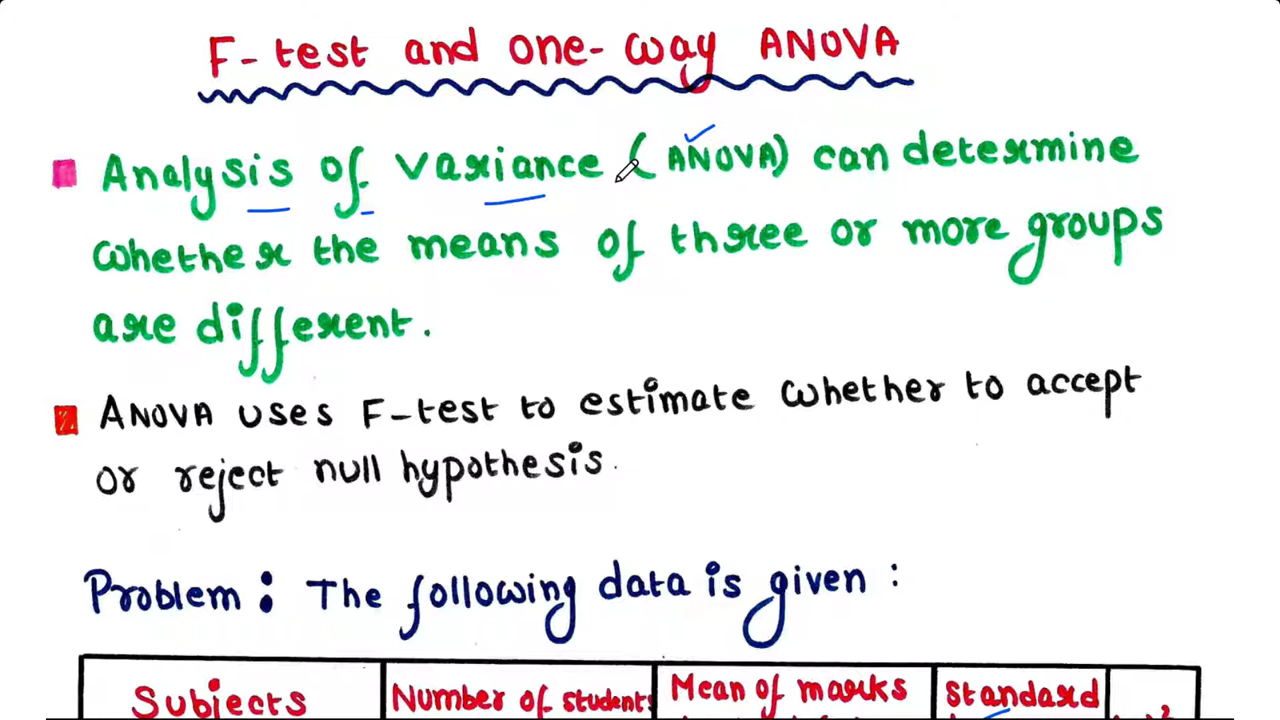 F-test and one-way ANOVA
Analysis of variance (ANOVA) can determine
whether the means of three or more groups
are different.
ANOVA uses F-test to estimate whether to accept
or reject null hypothesis.
Problem: The following data is given:
Subjects Number of students Mean of marks Standard